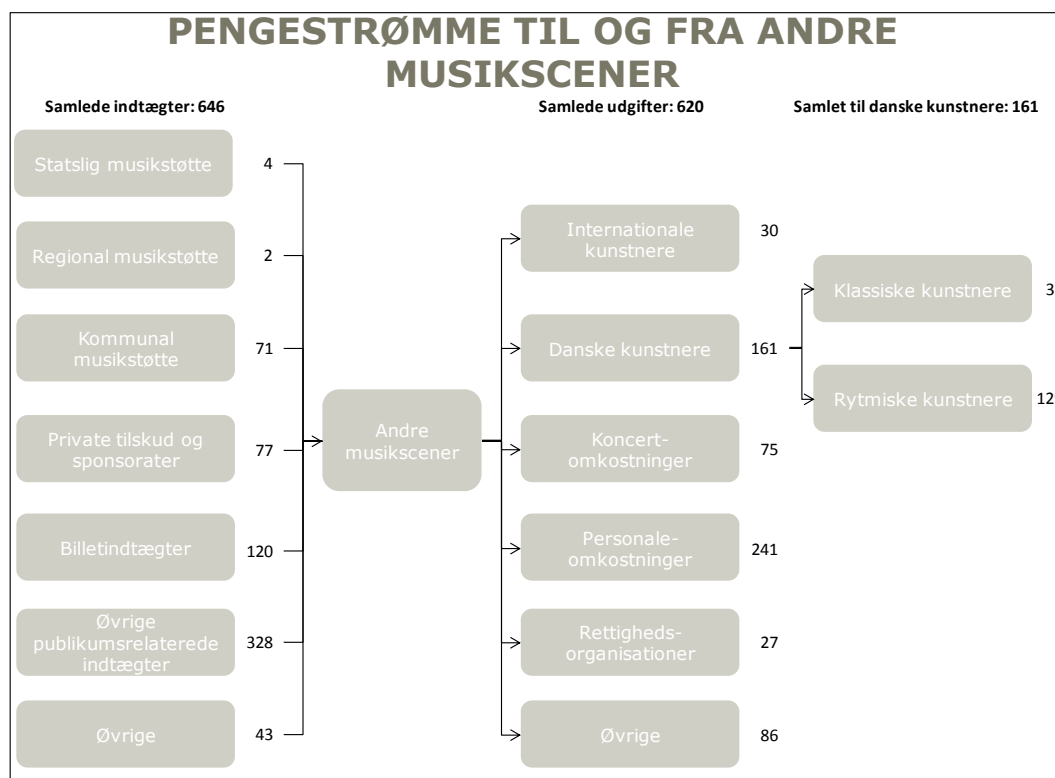 PENGESTRØMME TIL OG FRA ANDRE
MUSIKSCENER
Samlede indtægter: 646
Samlede udgifter: 620
Samlet til danske kunstnere: 161
Statslig musikstøtte
4
Regional musikstøtte
2
Kommunal
musikstøtte
71
Private tilskud og
sponsorater
77
Billetindtægter
120
Øvrige
publikumsrelaterede
indtægter
328
Øvrige
43
Andre
musikscener
Internationale
kunstnere
30
Danske kunstnere
161
Koncert-
omkostninger
75
Personale-
omkostninger
241
Rettigheds-
organisationer
27
Øvrige
86
Klassiske kunstnere
Rytmiske kunstnere